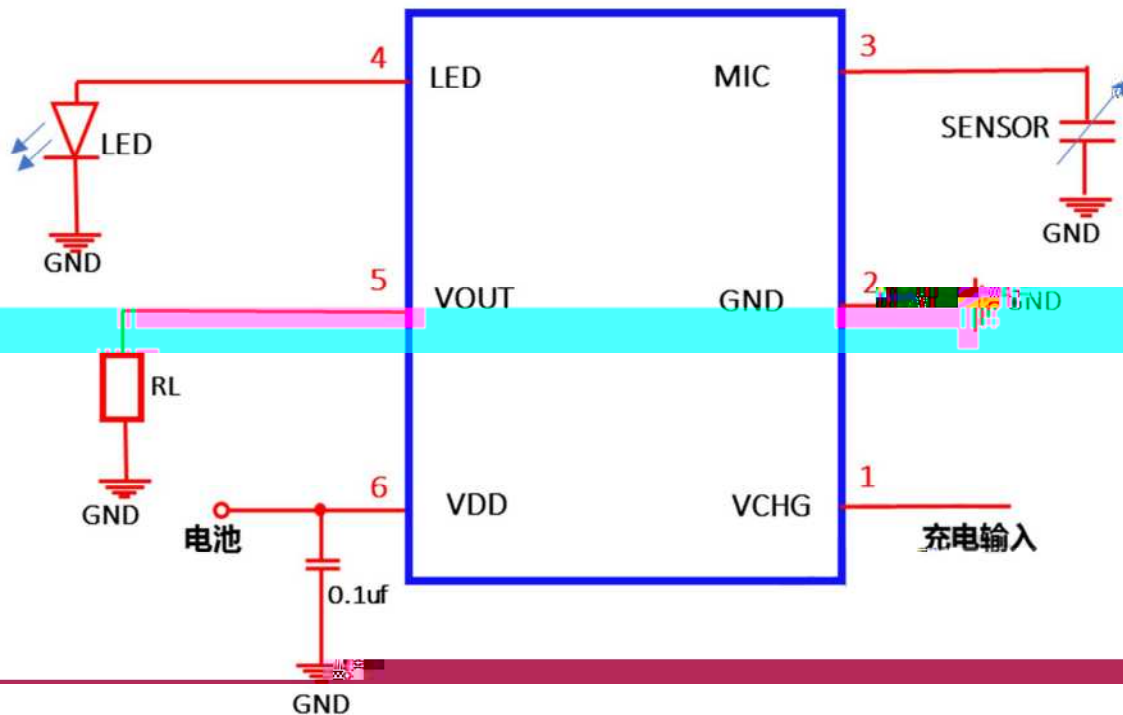 4
3
LED
MIC
LED
SENSOR
GND
GND
5
2
VOUT
GND
GND
RL
6
1
GND
VDD
VCHG
电池
充电输入
0.1uf
GND